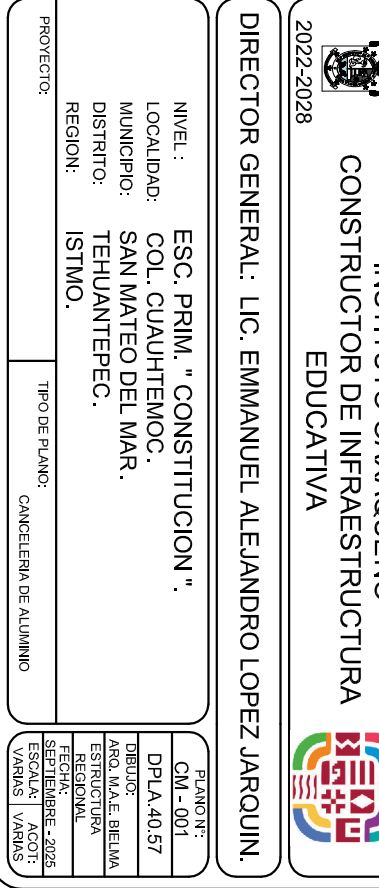 CONSTRUCTOR DE INFRAESTRUCTURA
EDUCATIVA
2022-2028
DIRECTOR GENERAL: LIC. EMMANUEL ALEJANDRO LOPEZ JARQUIN.
NIVEL : ESC. PRIM. " CONSTITUCION ".
LOCALIDAD: COL. CUAUHTEMOC.
MUNICIPIO: SAN MATEO DEL MAR.
DISTRITO: TEHUANTEPEC.
REGION: ISTMO.
PROYECTO:
TIPO DE PLANO:
CANCELERIA DE ALUMINIO
PLANO N°:
CM - 001
DPLA.40.57
DIBUJO:
ARQ. M.A.E. BIELMA
ESTRUCTURA
REGIONAL
FECHA:
SEPTIEMBRE - 2025
ESCALA: ACOT:
VARIAS VARIAS